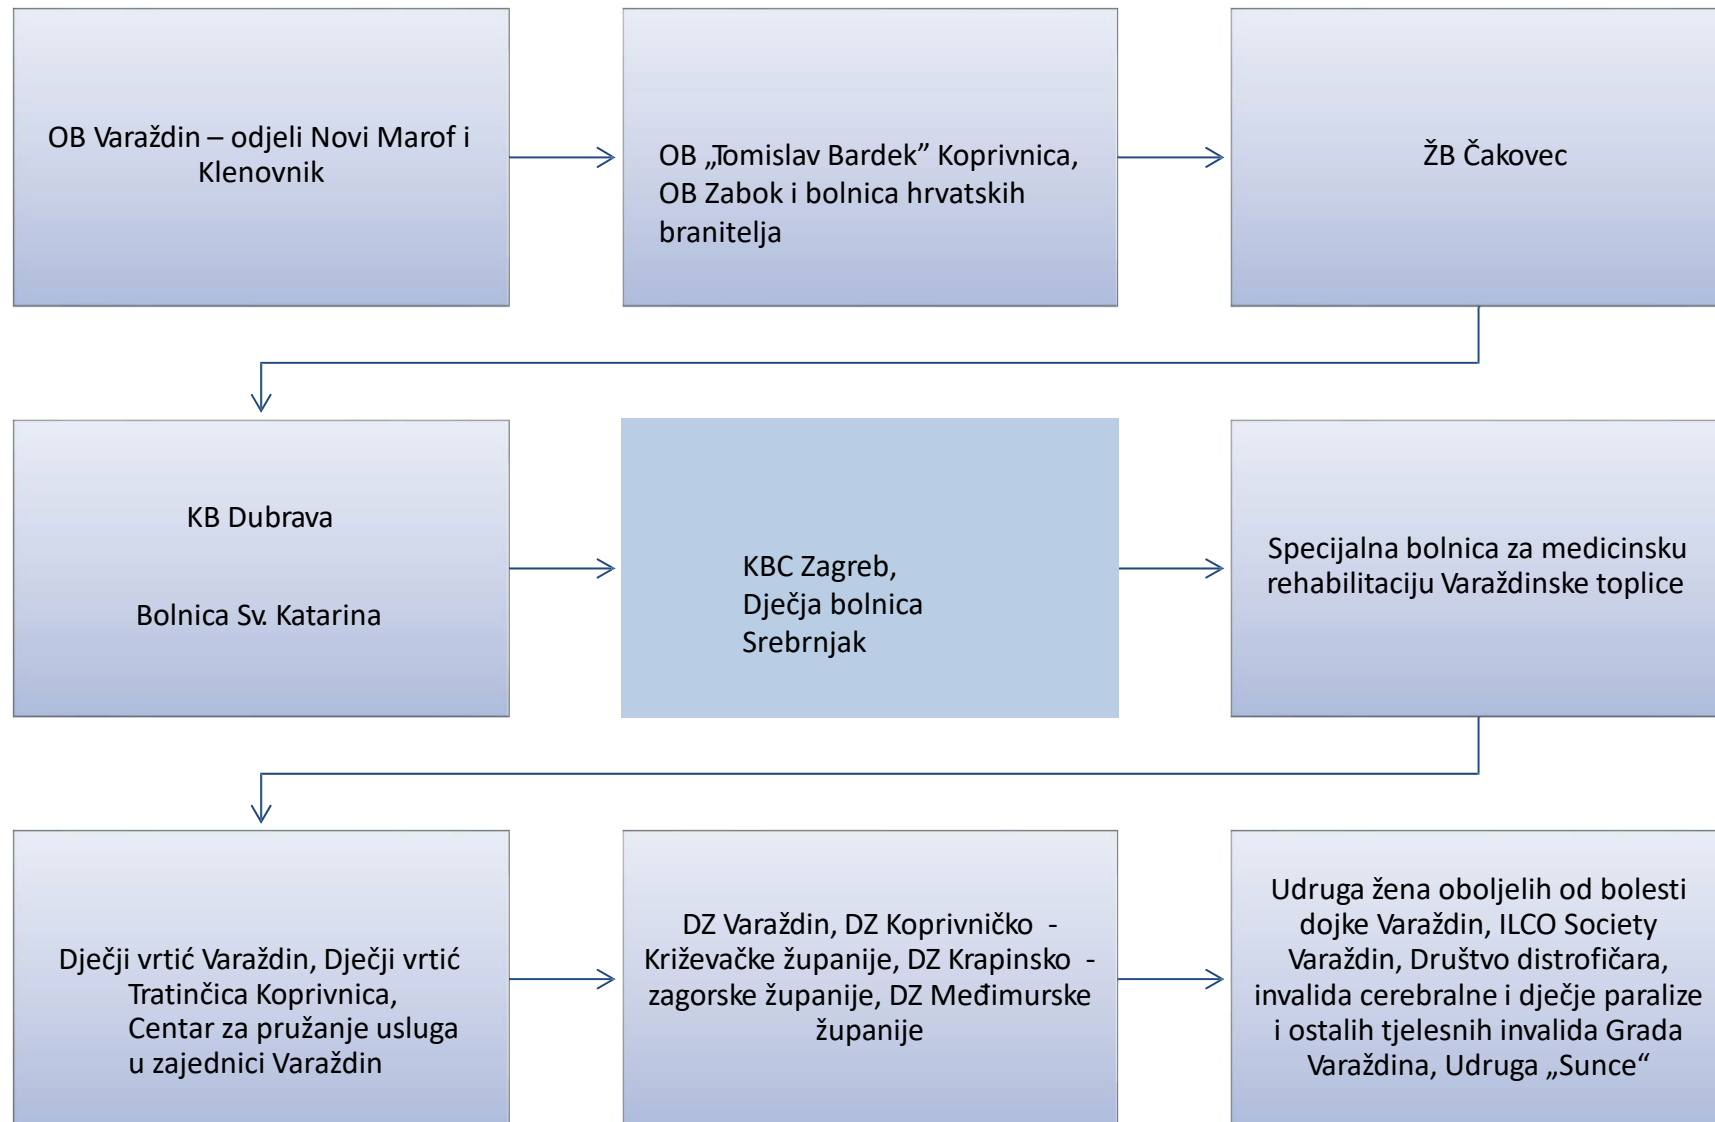 OB Varaždin – odjeli Novi Marof i
Klenovnik
OB „Tomislav Bardek” Koprivnica,
OB Zabok i bolnica hrvatskih
branitelja
ŽB Čakovec
KB Dubrava
Bolnica Sv. Katarina
KBC Zagreb,
Dječja bolnica
Srebrnjak
Specijalna bolnica za medicinsku
rehabilitaciju Varaždinske toplice
Dječji vrtić Varaždin, Dječji vrtić
Tratinčica Koprivnica,
Centar za pružanje usluga
u zajednici Varaždin
DZ Varaždin, DZ Koprivničko -
Križevačke županije, DZ Krapinsko -
zagorske županije, DZ Međimurske
županije
Udruga žena oboljelih od bolesti
dojke Varaždin, ILCO Society
Varaždin, Društvo distrofičara,
invalida cerebralne i dječje paralize
i ostalih tjelesnih invalida Grada
Varaždina, Udruga „Sunce“